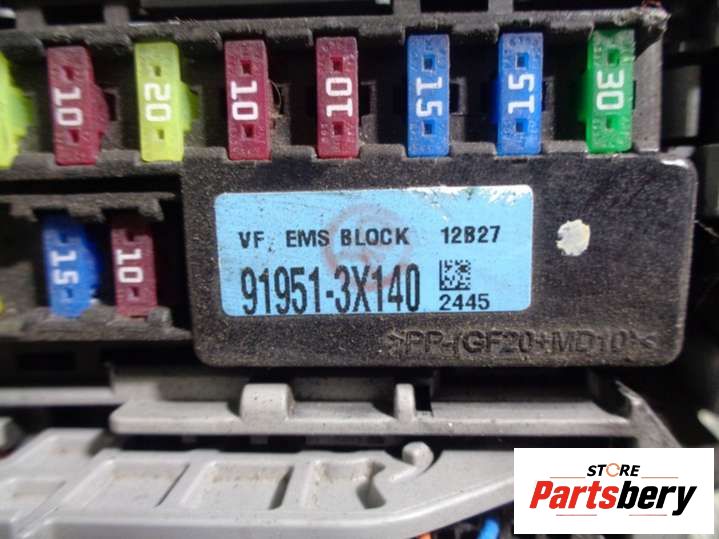 10 20 10 10 15 15 30
VF EMS BLOCK 12B27
15 10 91951-3X140
2445
>PP-(GF20+MD10)<
STORE
Partsbery